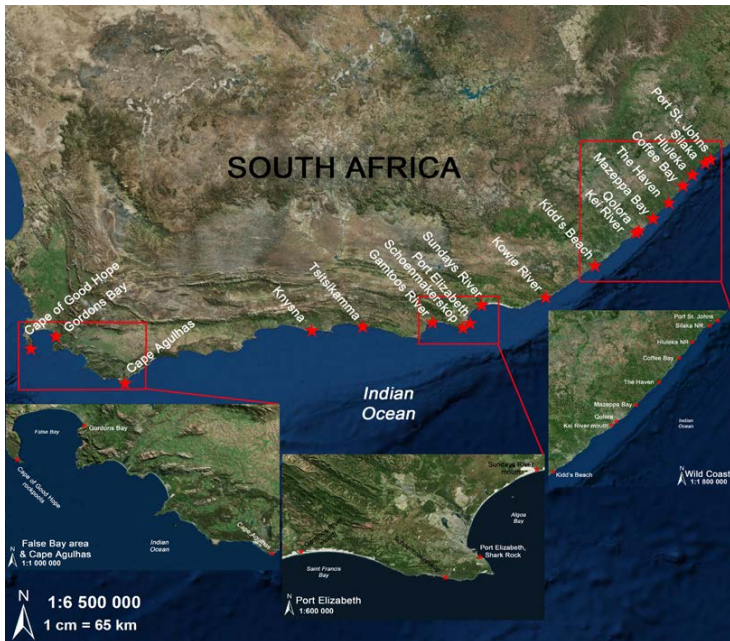 SOUTH AFRICA
Indian
Ocean
Cape of Good Hope
Gordons Bay
Cape Agulhas
Knysna
Tsitsikamma
Gamtoos River
Schoenmakerskop
Port Elizabeth
Sundays River
Kowie River
Kidd's Beach
Kei River
Qolora
Mazeppa Bay
The Haven
Coffee Bay
Hluleka
Silaka
Port St. Johns
False Bay
Gordons Bay
Cape of Good Hope
rockpools
Indian
Ocean
Cape Agulhas
N
False Bay area
& Cape Agulhas
1:1 000 000
Sundays River
mouth
Algoa
Bay
Port Elizabeth,
Shark Rock
Saint Francis
Bay
N
Port Elizabeth
1:600 000
Port St. Johns
Silaka NR
Hluleka NR
Coffee Bay
The Haven
Mazeppa Bay
Qolora
Kei River mouth
Indian
Ocean
Kidd's Beach
N
Wild Coast
1:1 800 000
N
1:6 500 000
1 cm = 65 km